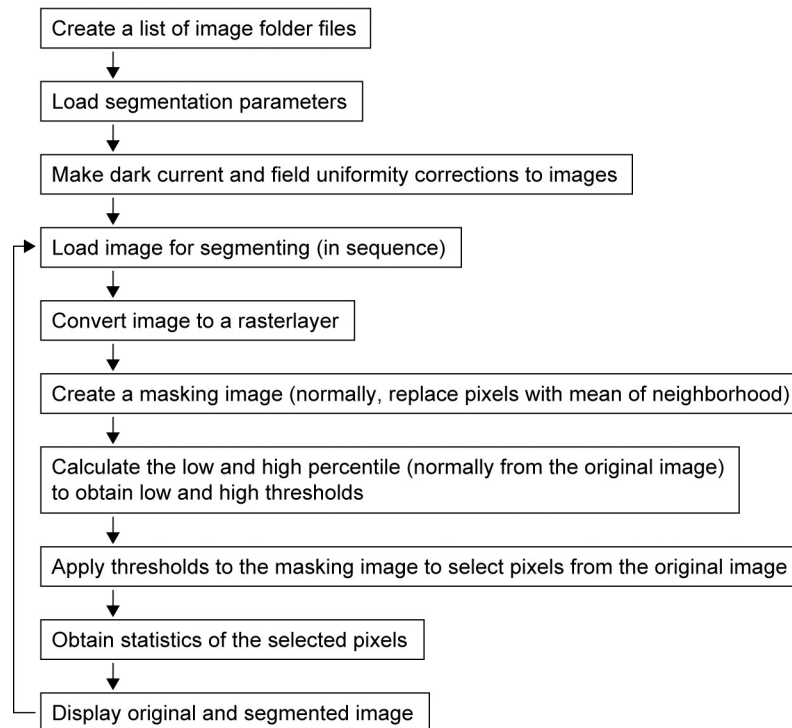 Create a list of image folder files
Load segmentation parameters
Make dark current and field uniformity corrections to images
Load image for segmenting (in sequence)
Convert image to a rasterlayer
Create a masking image (normally, replace pixels with mean of neighborhood)
Calculate the low and high percentile (normally from the original image)
to obtain low and high thresholds
Apply thresholds to the masking image to select pixels from the original image
Obtain statistics of the selected pixels
Display original and segmented image